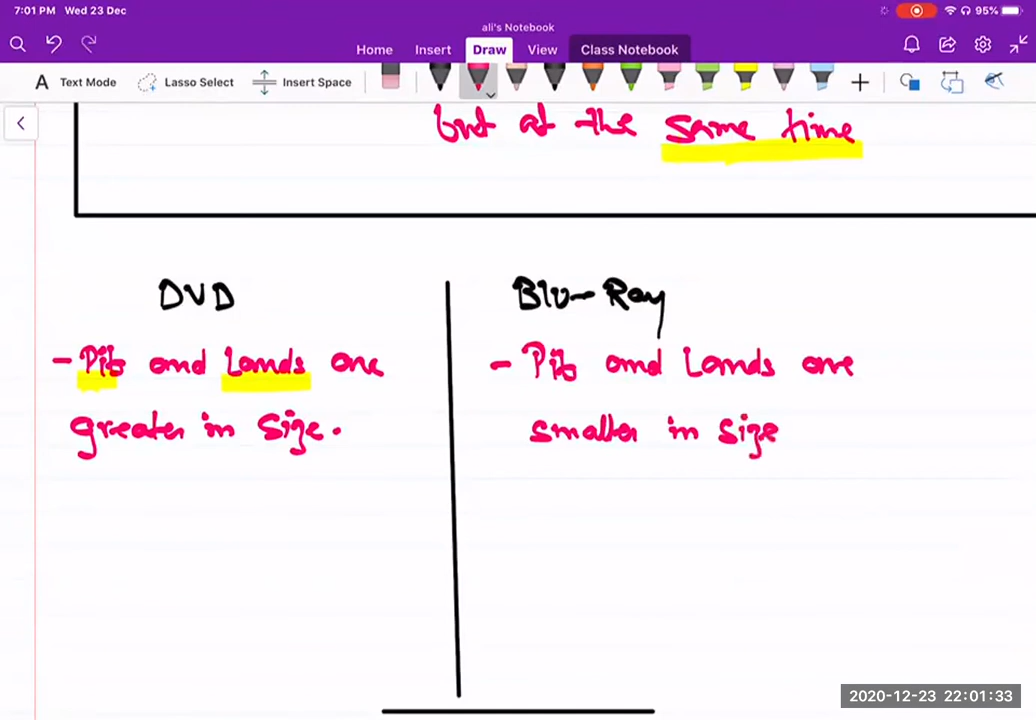 7:01 PM Wed 23 Dec
95%
ali's Notebook
Home Insert Draw View Class Notebook
A Text Mode Lasso Select Insert Space
but at the same time
DVD
Blu-Ray
- Pits and Lands are
greater in size.
- Pits and Lands are
smaller in size
2020-12-23 22:01:33